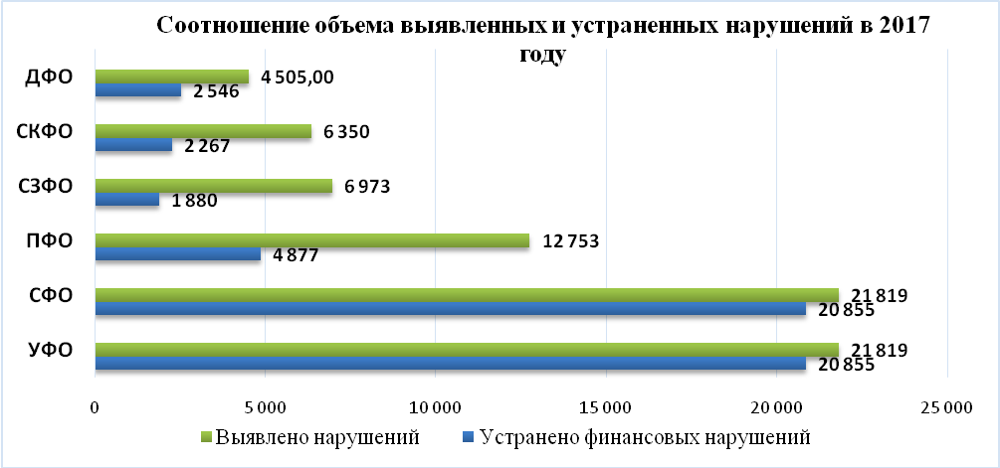 Соотношение объема выявленных и устраненных нарушений в 2017
году
ДФО
4 505,00
2 546
СКФО
6 350
2 267
СЗФО
6 973
1 880
ПФО
12 753
4 877
СФО
21 819
20 855
УФО
21 819
20 855
0 5 000 10 000 15 000 20 000 25 000
Выявлено нарушений Устранено финансовых нарушений